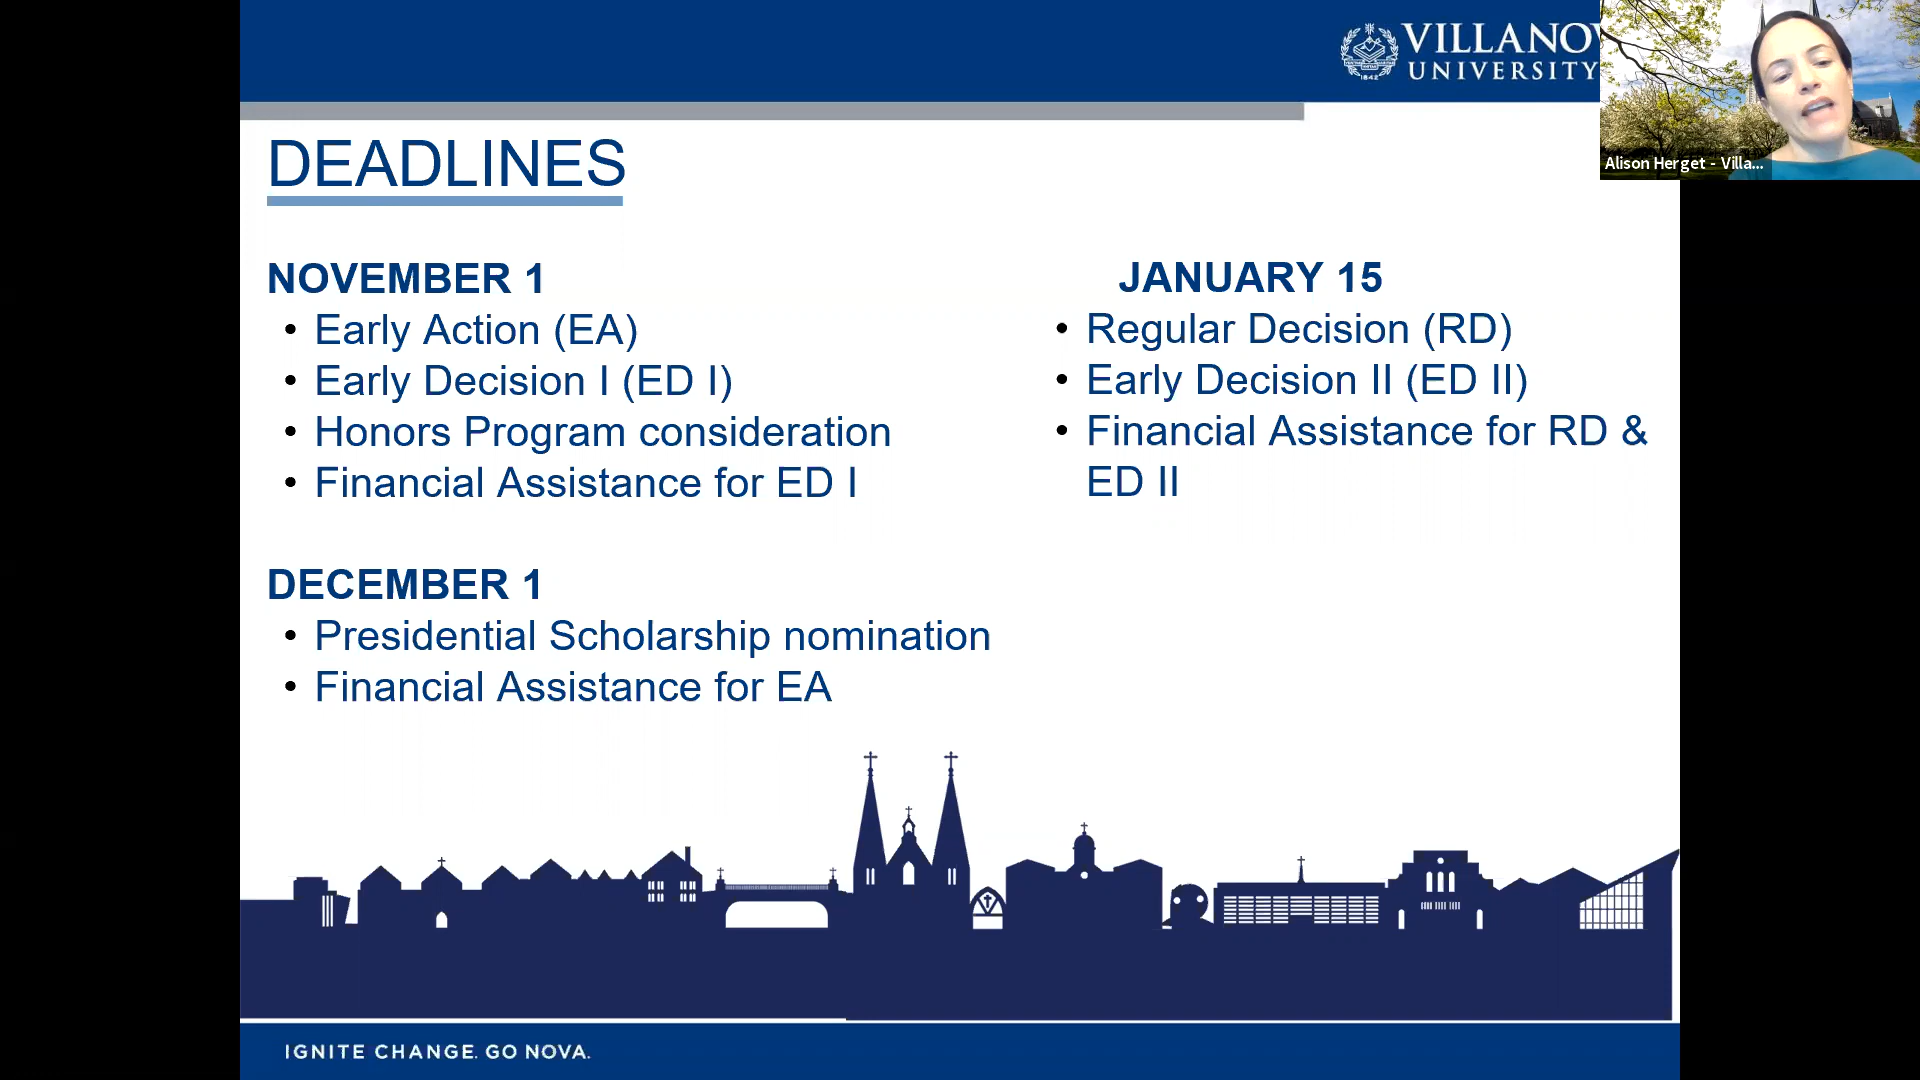 VILLANO
UNIVERSITY
1842
Alison Herget - Villa...
DEADLINES
NOVEMBER 1
• Early Action (EA)
• Early Decision I (ED I)
• Honors Program consideration
• Financial Assistance for ED I
DECEMBER 1
• Presidential Scholarship nomination
• Financial Assistance for EA
JANUARY 15
• Regular Decision (RD)
• Early Decision II (ED II)
• Financial Assistance for RD &
ED II
IGNITE CHANGE. GO NOVA.